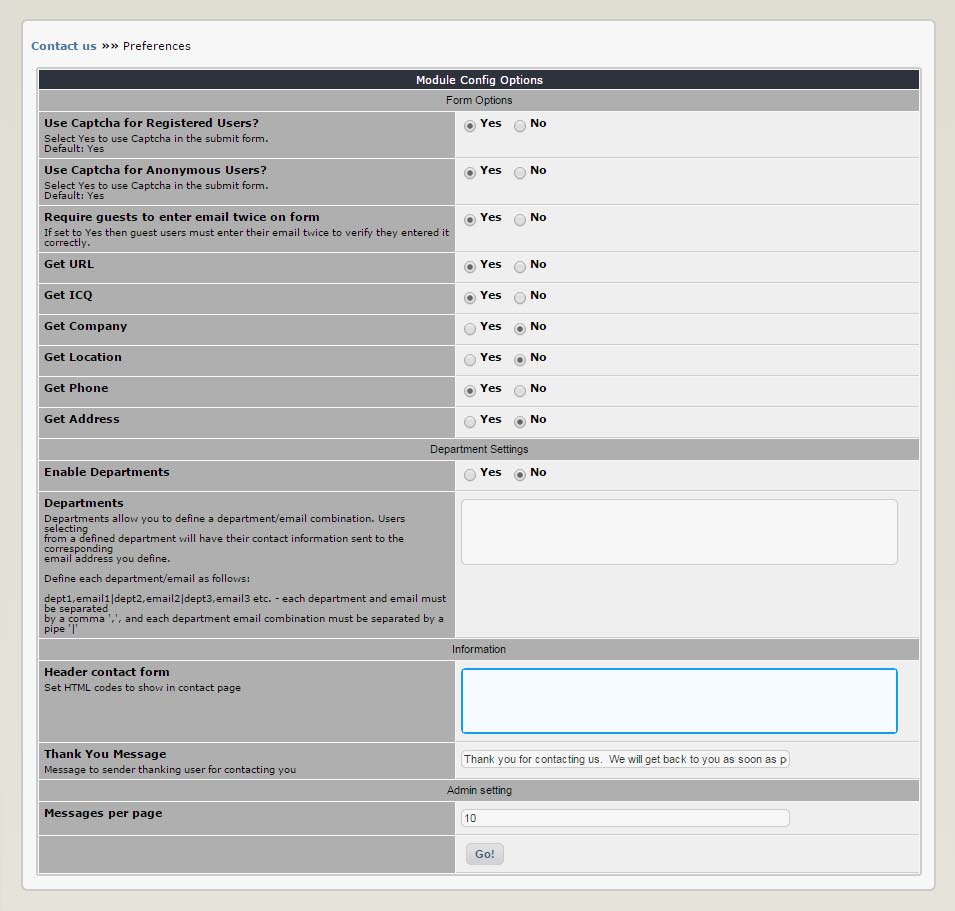 Contact us »» Preferences
Module Config Options
Form Options
Use Captcha for Registered Users?
Yes No
Select Yes to use Captcha in the submit form.
Default: Yes
Use Captcha for Anonymous Users?
Yes No
Select Yes to use Captcha in the submit form.
Default: Yes
Require guests to enter email twice on form
Yes No
If set to Yes then guest users must enter their email twice to verify they entered it
correctly.
Get URL
Yes No
Get ICQ
Yes No
Get Company
Yes No
Get Location
Yes No
Get Phone
Yes No
Get Address
Yes No
Department Settings
Enable Departments
Yes No
Departments
Departments allow you to define a department/email combination. Users
selecting
from a defined department will have their contact information sent to the
corresponding
email address you define.
Define each department/email as follows:
dept1,email1|dept2,email2|dept3,email3 etc. - each department and email must
be separated
by a comma ',', and each department email combination must be separated by a
pipe '|'
Information
Header contact form
Set HTML codes to show in contact page
Thank You Message
Message to sender thanking user for contacting you
Thank you for contacting us.  We will get back to you as soon as p
Admin setting
Messages per page
10
Go!